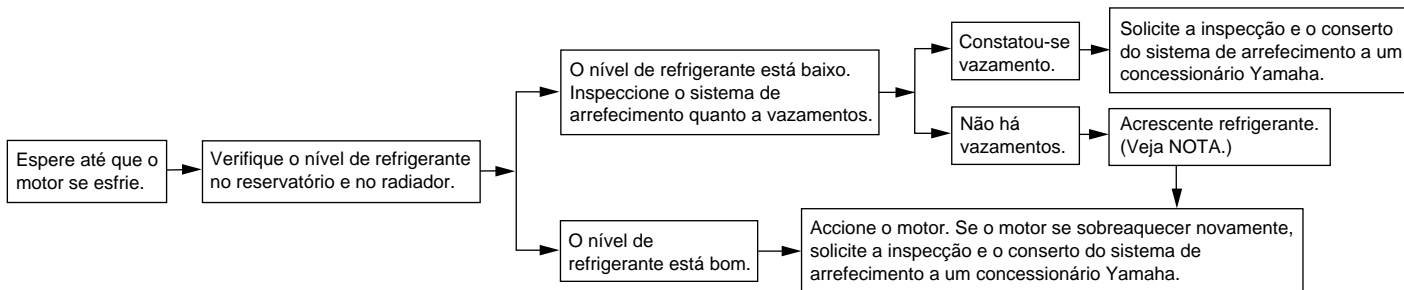 Espere até que o
motor se esfrie.
Verifique o nível de refrigerante
no reservatório e no radiador.
O nível de refrigerante está baixo.
Inspeccione o sistema de
arrefecimento quanto a vazamentos.
Constatou-se
vazamento.
Solicite a inspecção e o conserto
do sistema de arrefecimento a um
concessionário Yamaha.
Não há
vazamentos.
Acrescente refrigerante.
(Veja NOTA.)
O nível de
refrigerante está bom.
Accione o motor. Se o motor se sobreaquecer novamente,
solicite a inspecção e o conserto do sistema de
arrefecimento a um concessionário Yamaha.